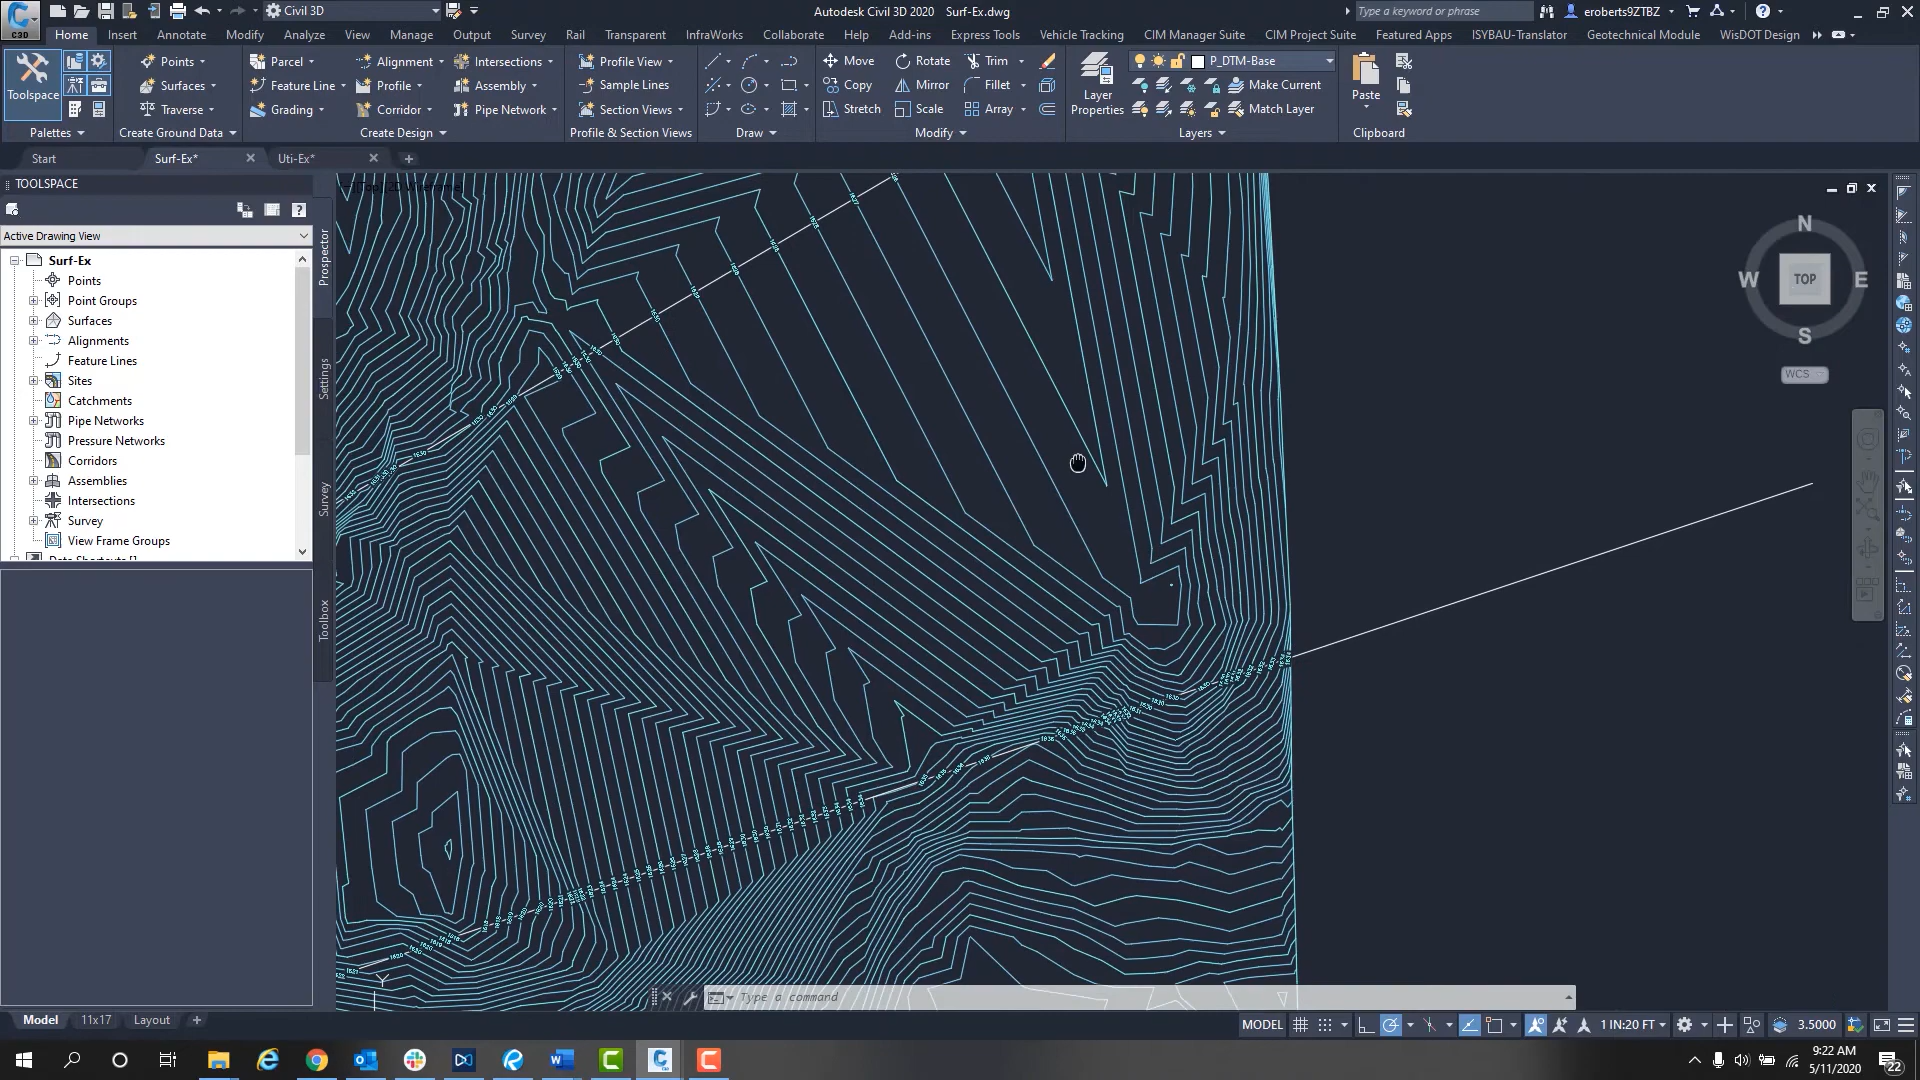 Civil 3D
Autodesk Civil 3D 2020 Surf-Ex.dwg
Type a keyword or phrase
eroberts9ZTBZ
C3D
Home Insert Annotate Modify Analyze View Manage Output Survey Rail Transparent InfraWorks Collaborate Help Add-ins Express Tools Vehicle Tracking CIM Manager Suite CIM Project Suite Featured Apps ISYBAU-Translator Geotechnical Module WisDOT Design
Points Parcel Alignment Intersections Profile View Move Rotate Trim P_DTM-Base
Toolspace Surfaces Feature Line Profile Assembly Sample Lines Copy Mirror Fillet Layer Properties Make Current Paste
Traverse Grading Corridor Pipe Network Section Views Stretch Scale Array Match Layer
Palettes Create Ground Data Create Design Profile & Section Views Draw Modify Layers Clipboard
Start Surf-Ex* Uti-Ex*
TOOLSPACE
Active Drawing View
Surf-Ex
Points
Point Groups
Surfaces
Alignments
Feature Lines
Sites
Catchments
Pipe Networks
Pressure Networks
Corridors
Assemblies
Intersections
Survey
View Frame Groups
Data Shortcuts []
Prospector
Settings
Survey
Toolbox
[Top] 2D Wireframe
N
W TOP E
S
WCS
Y
Type a command
Model 11x17 Layout
MODEL 1 IN:20 FT 3.5000
9:22 AM
5/11/2020
22